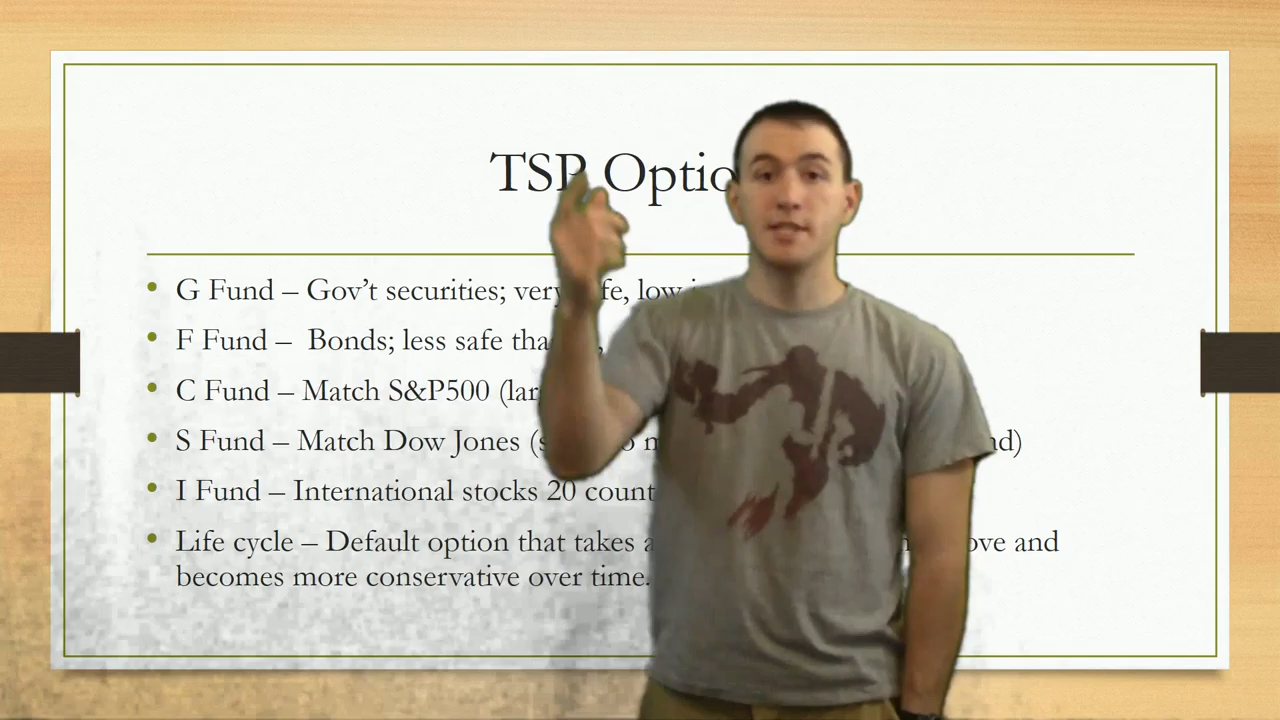 TSP Optio
G Fund – Gov't securities; very fe, low
F Fund – Bonds; less safe tha
C Fund – Match S&P500 (lar
S Fund – Match Dow Jones (s o m nd)
I Fund – International stocks 20 count
Life cycle – Default option that takes a ove and
becomes more conservative over time.